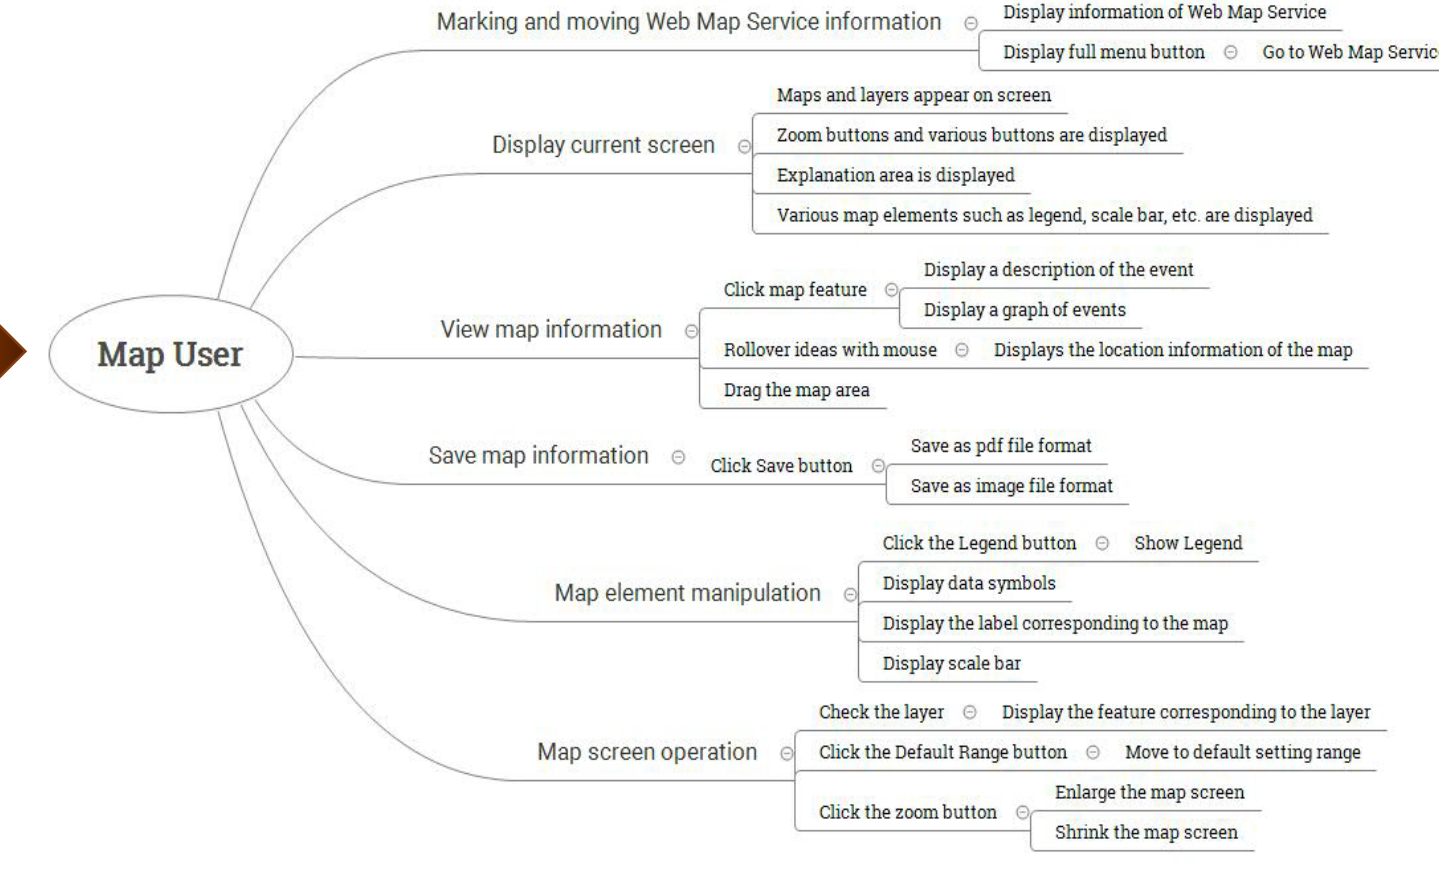 Marking and moving Web Map Service information
Display information of Web Map Service
Display full menu button
Go to Web Map
Display current screen
Maps and layers appear on screen
Zoom buttons and various buttons are displayed
Explanation area is displayed
Various map elements such as legend, scale bar, etc. are displayed
Map User
View map information
Click map feature
Display a description of the event
Display a graph of events
Rollover ideas with mouse
Displays the location information of the map
Drag the map area
Save map information
Click Save button
Save as pdf file format
Save as image file format
Map element manipulation
Click the Legend button
Show Legend
Display data symbols
Display the label corresponding to the map
Display scale bar
Map screen operation
Check the layer
Display the feature corresponding to the layer
Click the Default Range button
Move to default setting range
Click the zoom button
Enlarge the map screen
Shrink the map screen